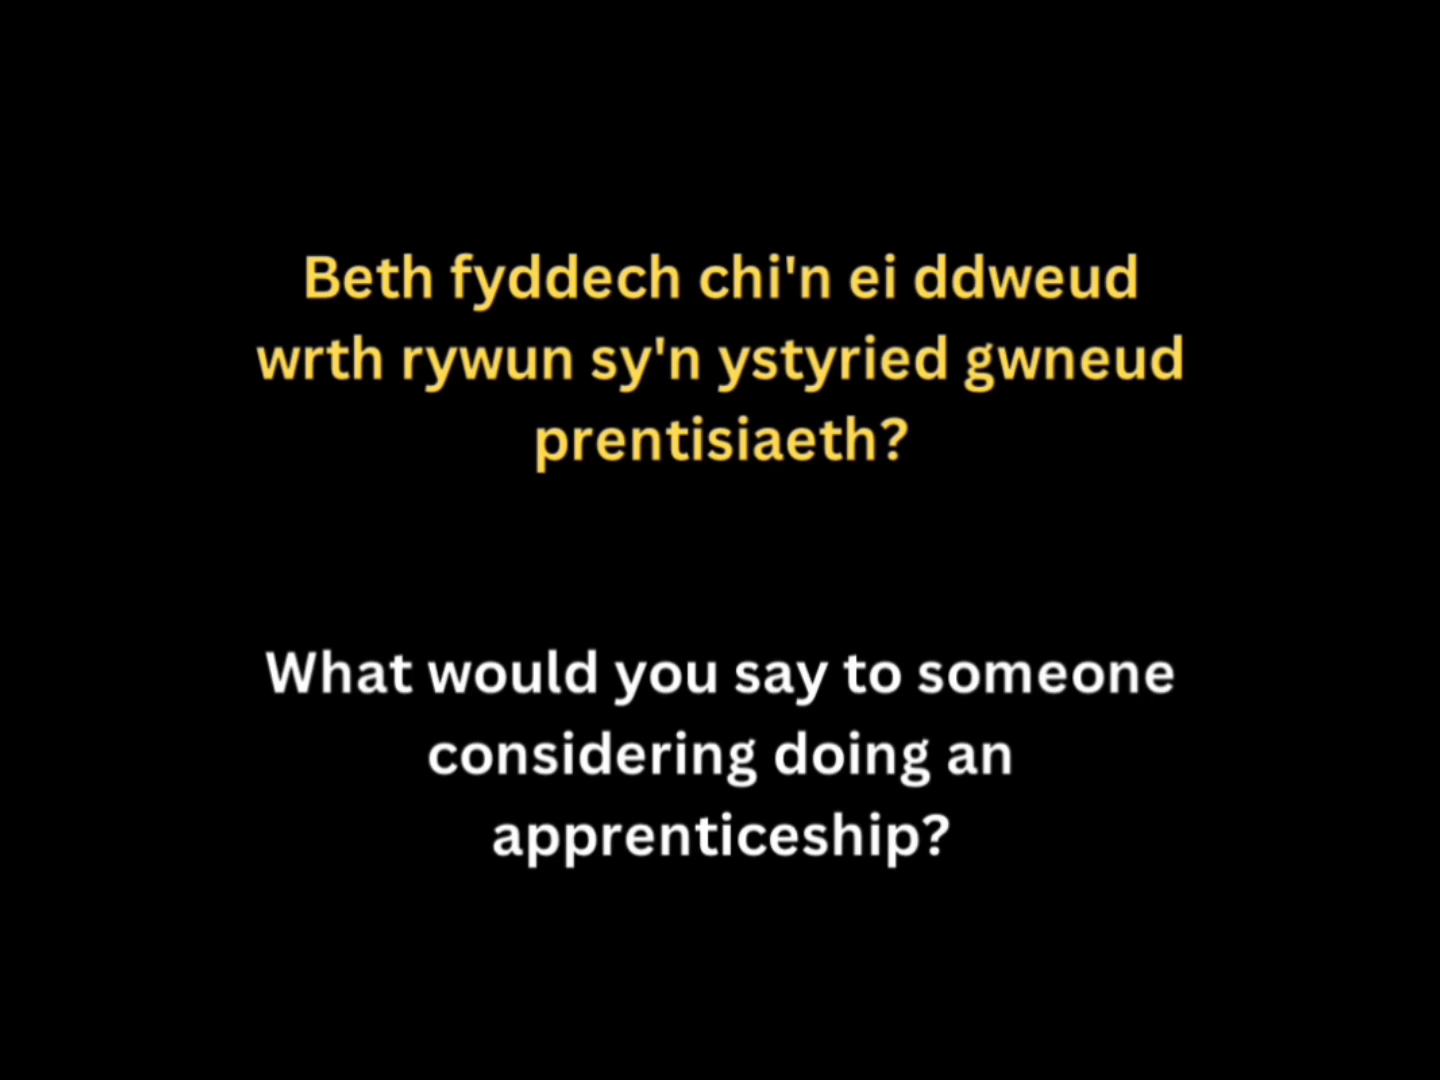 Beth fyddech chi'n ei ddweud
wrth rywun sy'n ystyried gwneud
prentisiaeth?
What would you say to someone
considering doing an
apprenticeship?